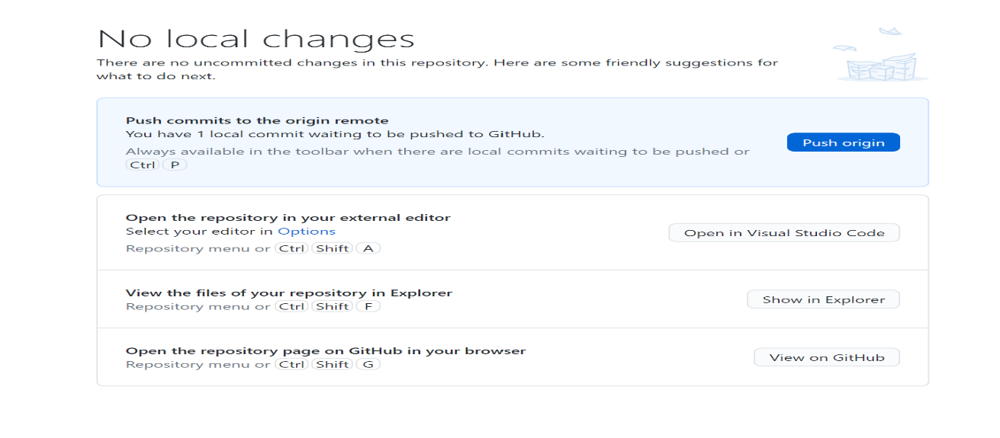 No local changes
There are no uncommitted changes in this repository. Here are some friendly suggestions for
what to do next.
Push commits to the origin remote
You have 1 local commit waiting to be pushed to GitHub.
Always available in the toolbar when there are local commits waiting to be pushed or
Ctrl P
Push origin
Open the repository in your external editor
Select your editor in Options
Repository menu or Ctrl Shift A
Open in Visual Studio Code
View the files of your repository in Explorer
Repository menu or Ctrl Shift F
Show in Explorer
Open the repository page on GitHub in your browser
Repository menu or Ctrl Shift G
View on GitHub